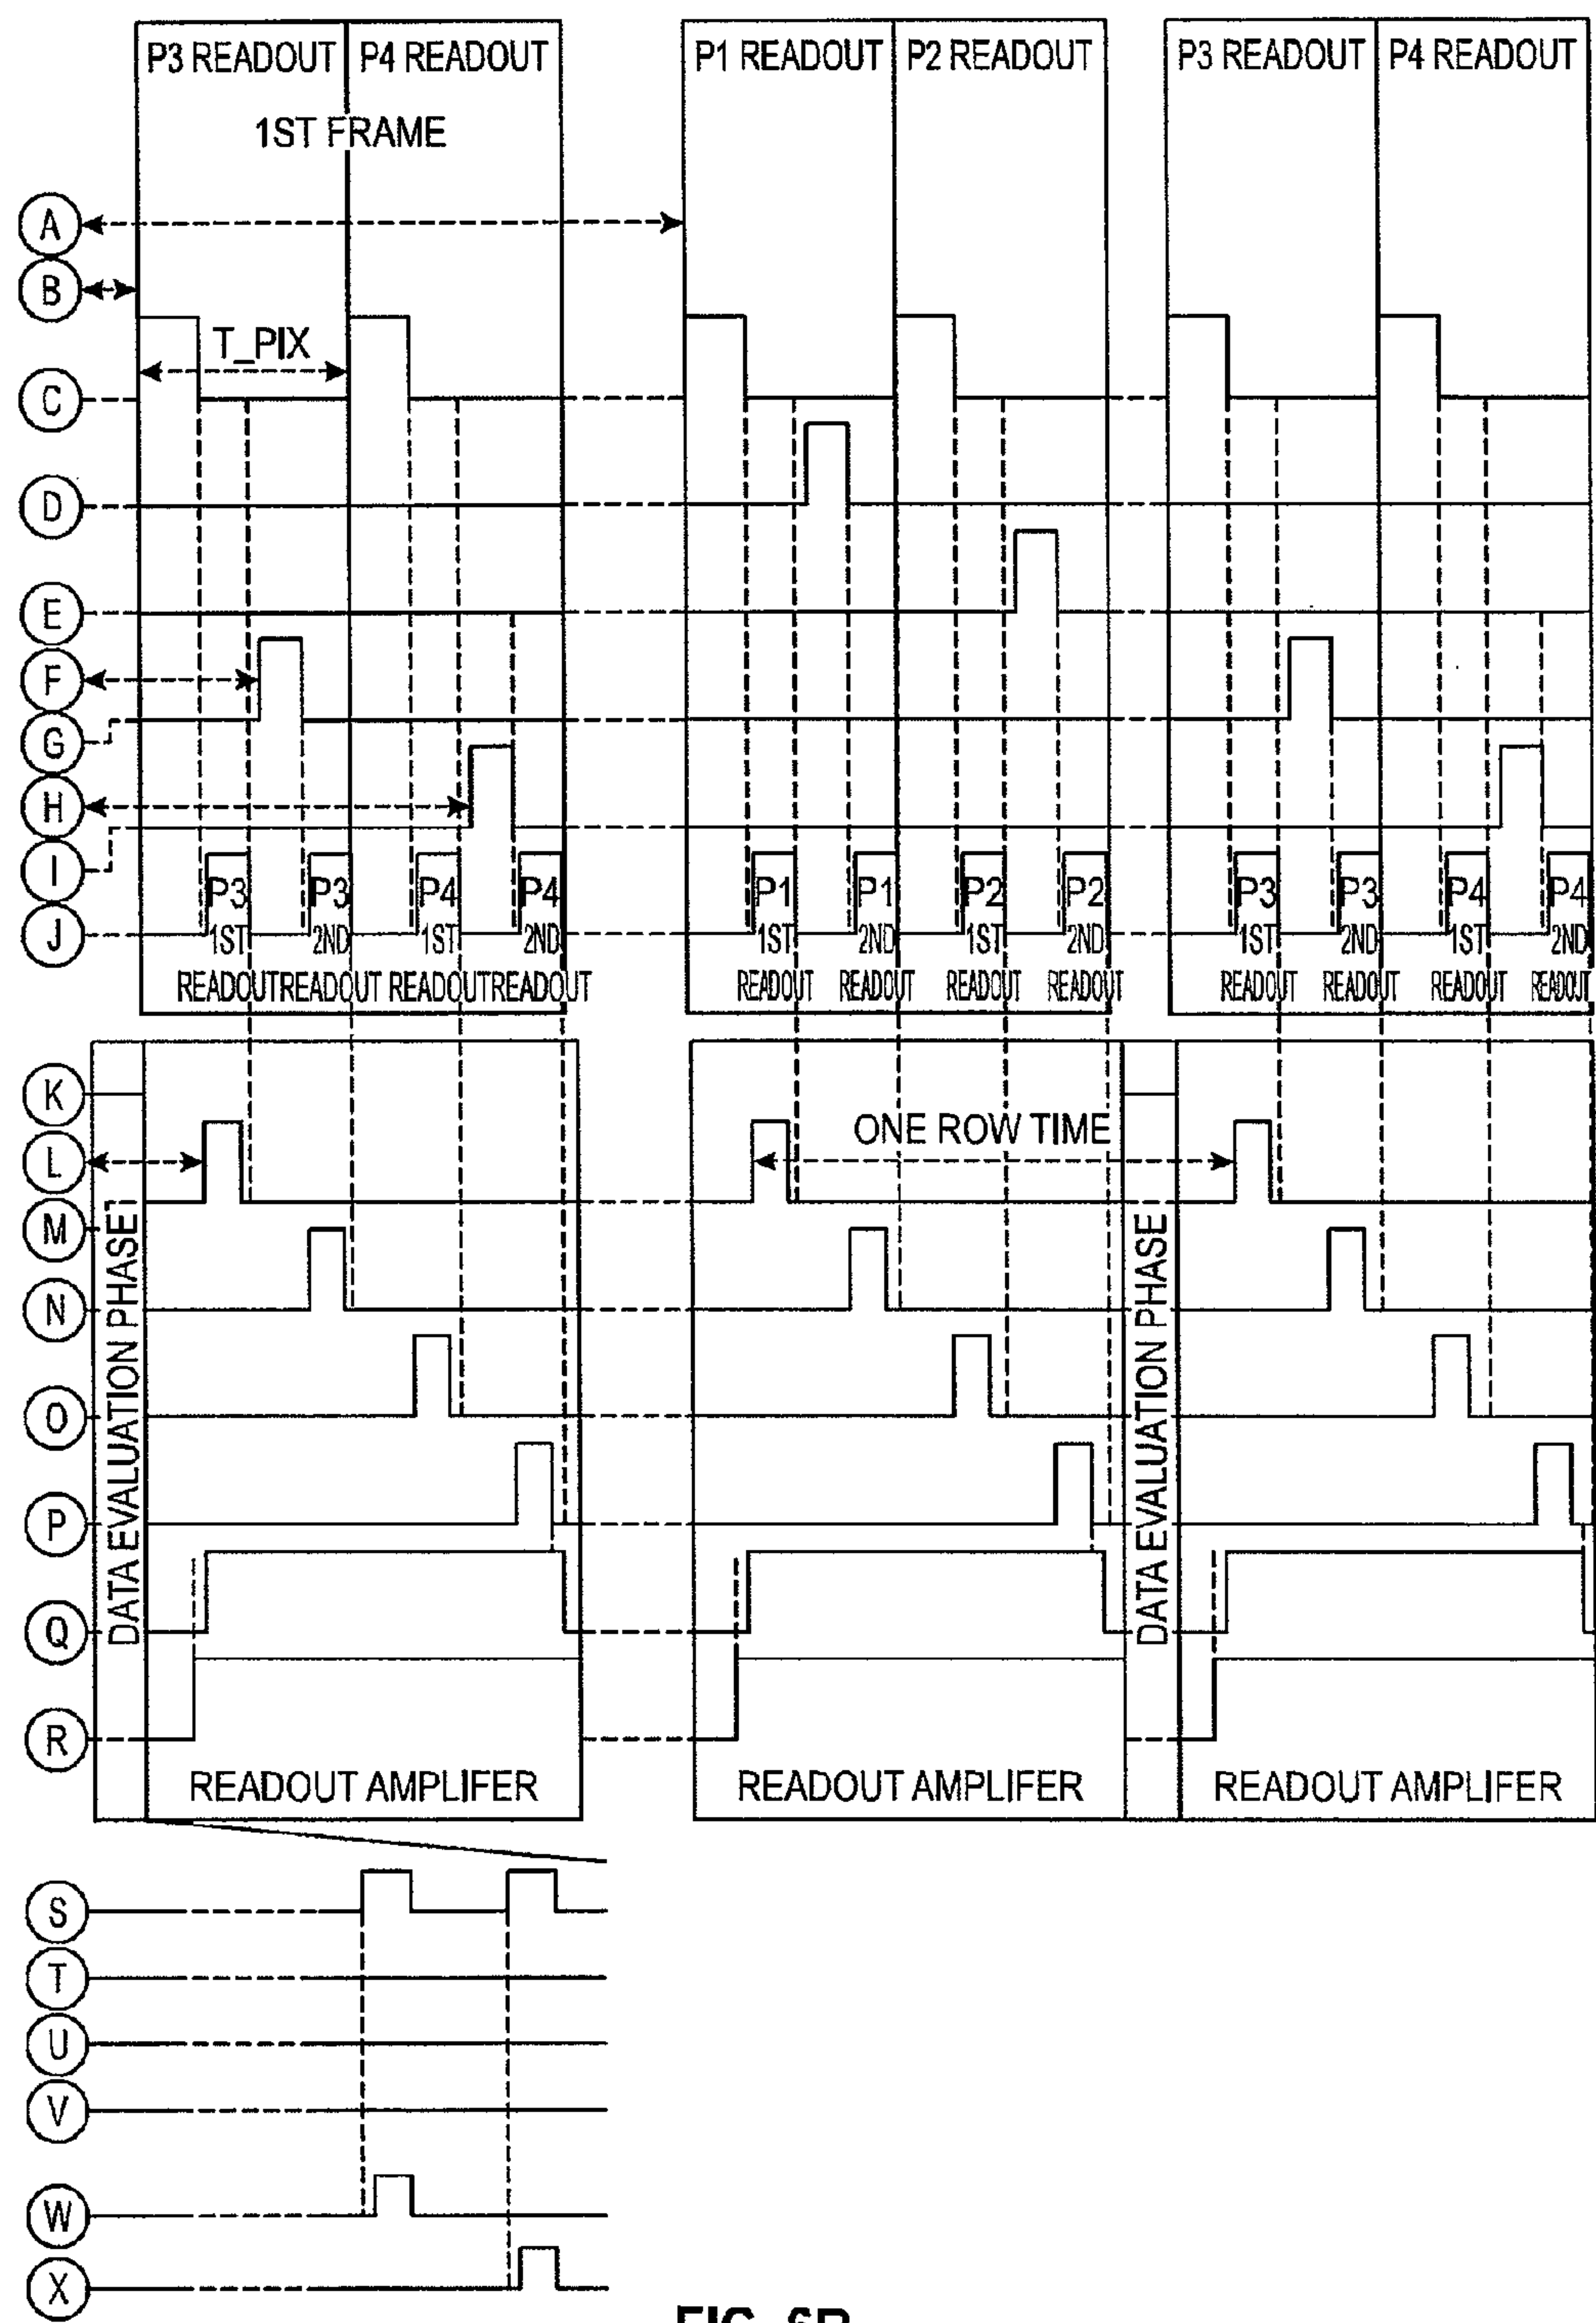 P3 READOUT P4 READOUT P1 READOUT P2 READOUT P3 READOUT P4 READOUT
1ST FRAME
A
B
T_PIX
C
D
E
F
G
H
I
P3 P3 P4 P4 P1 P1 P2 P2 P3 P3 P4 P4
J
1ST 2ND 1ST 2ND 1ST 2ND 1ST 2ND 1ST 2ND 1ST 2ND
READOUT READOUT READOUT READOUT READOUT READOUT READOUT READOUT READOUT READOUT READOUT READOUT
K
ONE ROW TIME
L
M
N
DATA EVALUATION PHASE
DATA EVALUATION PHASE
O
P
Q
R
READOUT AMPLIFER READOUT AMPLIFER READOUT AMPLIFER
S
T
U
V
W
X
FIG. 6B